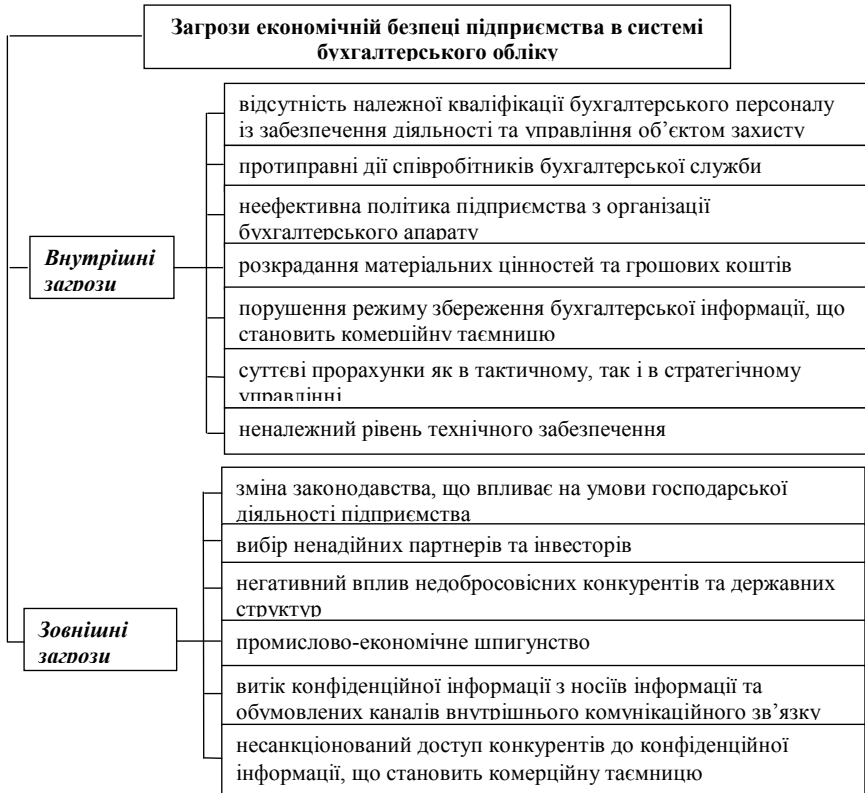 Загрози економічній безпеці підприємства в системі
бухгалтерського обліку
відсутність належної кваліфікації бухгалтерського персоналу
із забезпечення діяльності та управління об’єктом захисту
протиправні дії співробітників бухгалтерської служби
неефективна політика підприємства з організації
бухгалтерського апарату
Внутрішні
загрози
розкрадання матеріальних цінностей та грошових коштів
порушення режиму збереження бухгалтерської інформації, що
становить комерційну таємницю
суттєві прорахунки як в тактичному, так і в стратегічному
управлінні
неналежний рівень технічного забезпечення
зміна законодавства, що впливає на умови господарської
діяльності підприємства
вибір ненадійних партнерів та інвесторів
негативний вплив недобросовісних конкурентів та державних
структур
Зовнішні
загрози
промислово-економічне шпигунство
витік конфіденційної інформації з носіїв інформації та
обумовлених каналів внутрішнього комунікаційного зв’язку
несанкціонований доступ конкурентів до конфіденційної
інформації, що становить комерційну таємницю